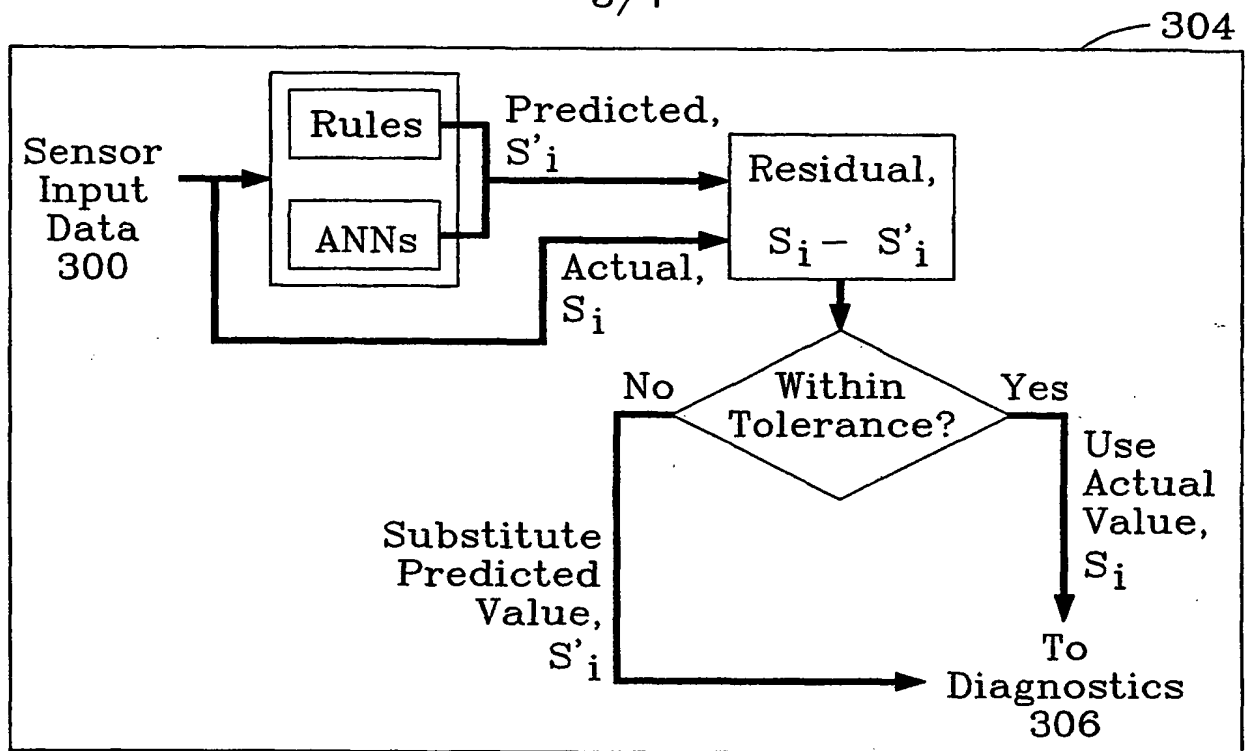 304
Sensor
Input
Data
300
Rules
ANNs
Predicted,
S'i
Actual,
Si
Residual,
Si - S'i
Within
Tolerance?
No
Yes
Use
Actual
Value,
Si
Substitute
Predicted
Value,
S'i
To
Diagnostics
306